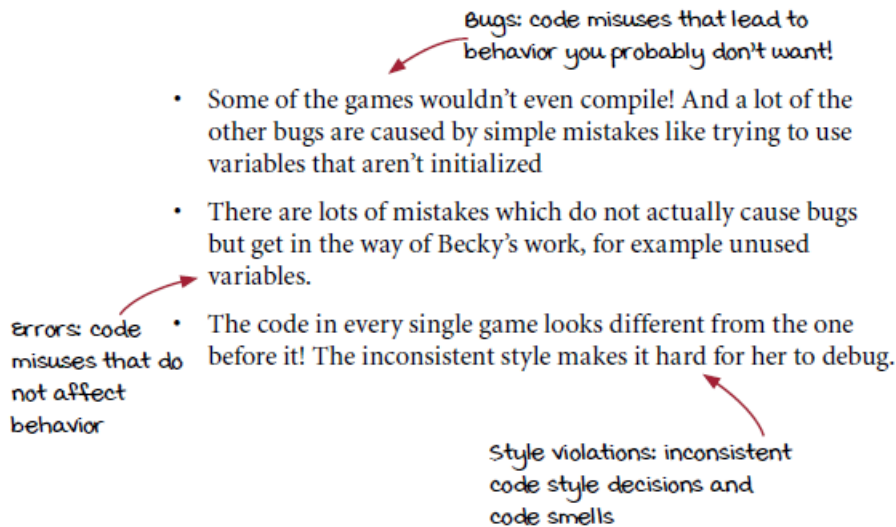 Bugs: code misuses that lead to
behavior you probably don't want!
• Some of the games wouldn't even compile! And a lot of the
other bugs are caused by simple mistakes like trying to use
variables that aren't initialized
• There are lots of mistakes which do not actually cause bugs
but get in the way of Becky's work, for example unused
variables.
Errors: code
misuses that do
not affect
behavior
• The code in every single game looks different from the one
before it! The inconsistent style makes it hard for her to debug.
Style violations: inconsistent
code style decisions and
code smells